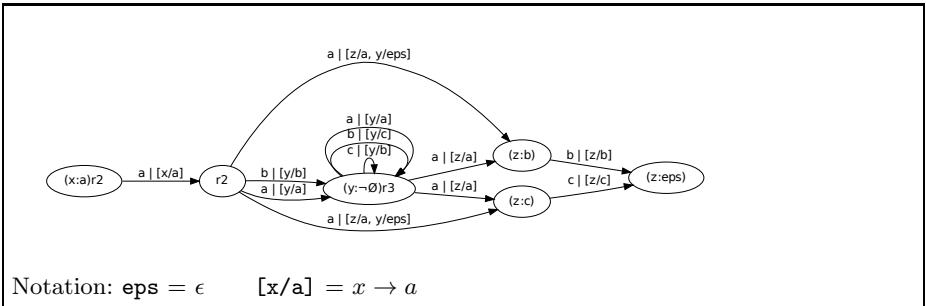 a | [z/a, y/eps]
a | [y/a]
b | [y/c]
c | [y/b]
(x:a)r2
a | [x/a]
r2
b | [y/b]
a | [y/a]
(y:¬Ø)r3
a | [z/a]
a | [z/a]
(z:b)
(z:c)
b | [z/b]
c | [z/c]
(z:eps)
a | [z/a, y/eps]
Notation: eps = ϵ [x/a] = x → a